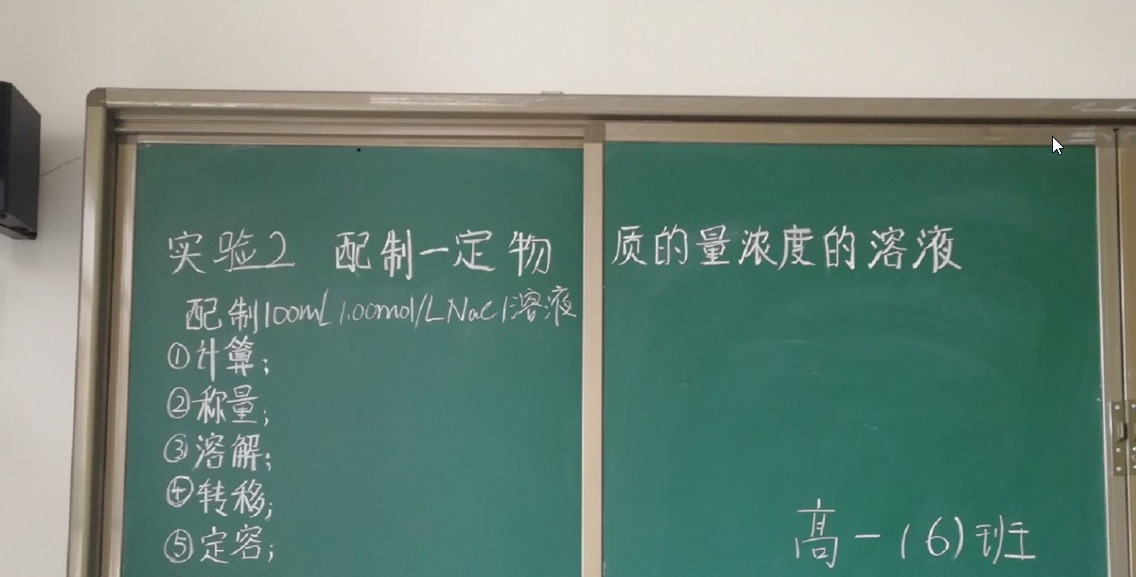 实验2 配制一定物质的量浓度的溶液
配制100mL 1.00mol/L NaCl溶液
①计算;
②称量;
③溶解;
④转移;
⑤定容;
高一(6)班